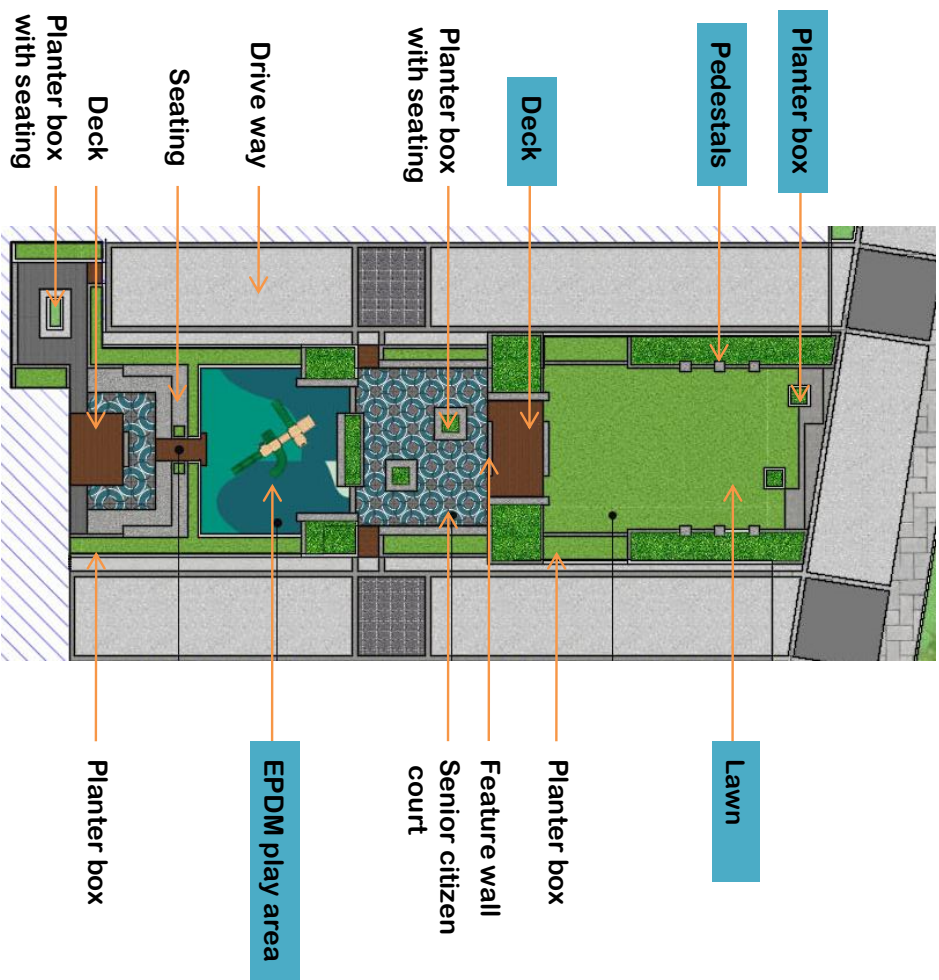 Planter box
with seating
Deck
Seating
Drive way
Planter box
with seating
Deck
Pedestals
Planter box
Planter box
EPDM play area
Senior citizen
court
Feature wall
Planter box
Lawn